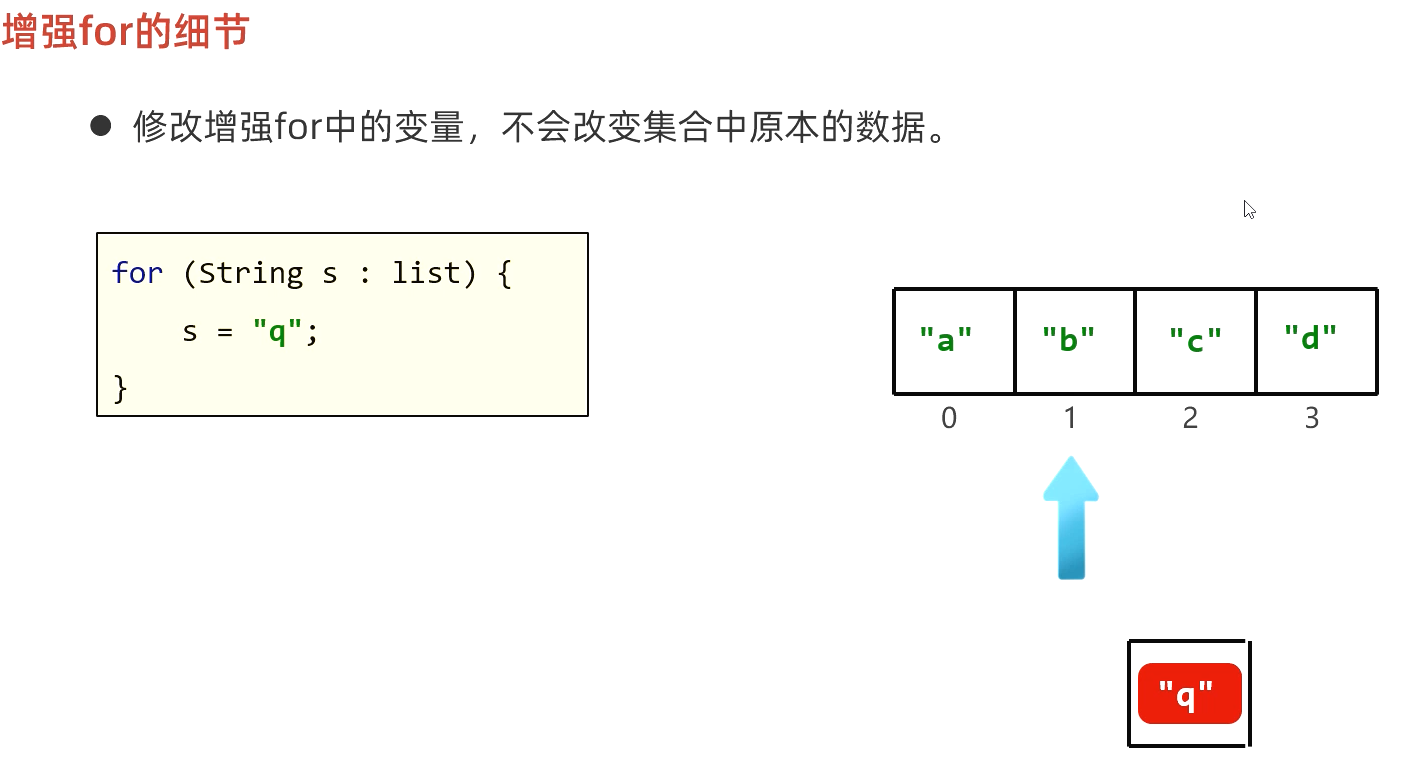 增强for的细节
● 修改增强for中的变量，不会改变集合中原本的数据。
for (String s : list) {
    s = "q";
}
"a" "b" "c" "d"
0 1 2 3
"q"